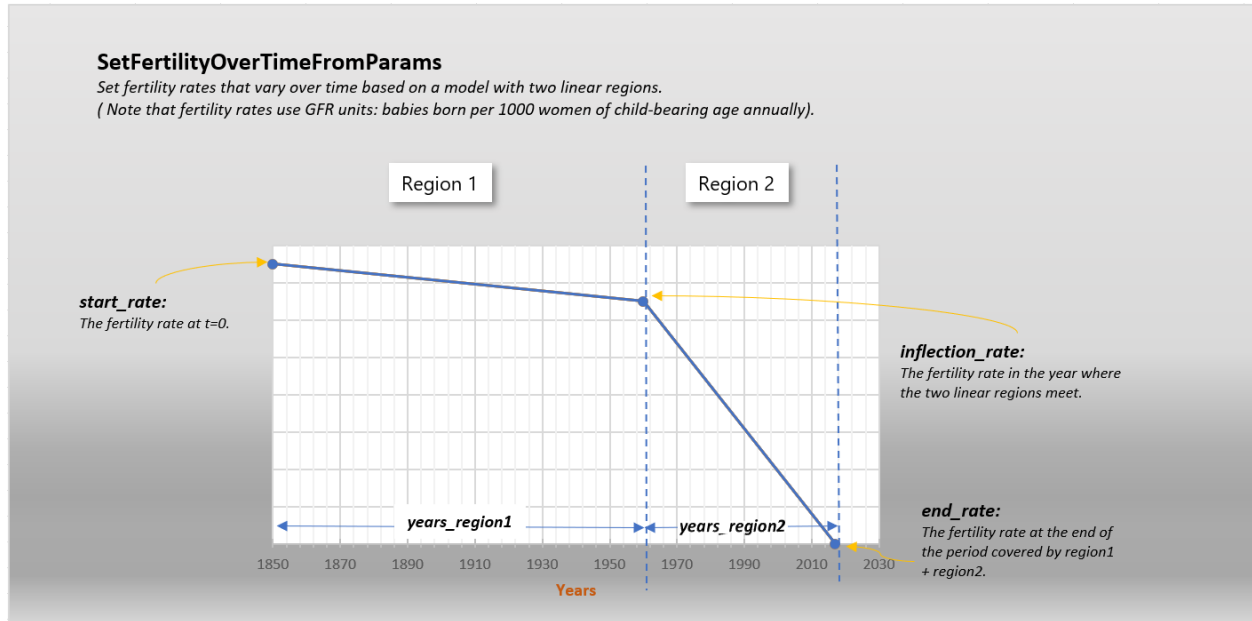 SetFertilityOverTimeFromParams
Set fertility rates that vary over time based on a model with two linear regions.
( Note that fertility rates use GFR units: babies born per 1000 women of child-bearing age annually).
Region 1
Region 2
start_rate:
The fertility rate at t=0.
inflection_rate:
The fertility rate in the year where
the two linear regions meet.
years_region1
years_region2
end_rate:
The fertility rate at the end of
the period covered by region1
+ region2.
1850 1870 1890 1910 1930 1950 1970 1990 2010 2030
Years